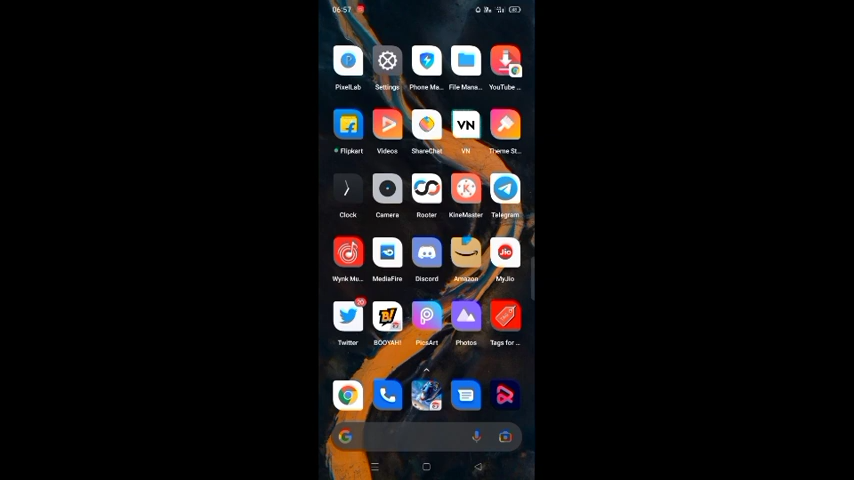 06:57
PixelLab Settings Phone Ma... File Mana... YouTube ...
Flipkart Videos ShareChat VN Theme St...
Clock Camera Rooter KineMaster Telegram
Wynk Mu... MediaFire Discord Amazon MyJio
20
Twitter BOOYAH! PicsArt Photos Tags for ...